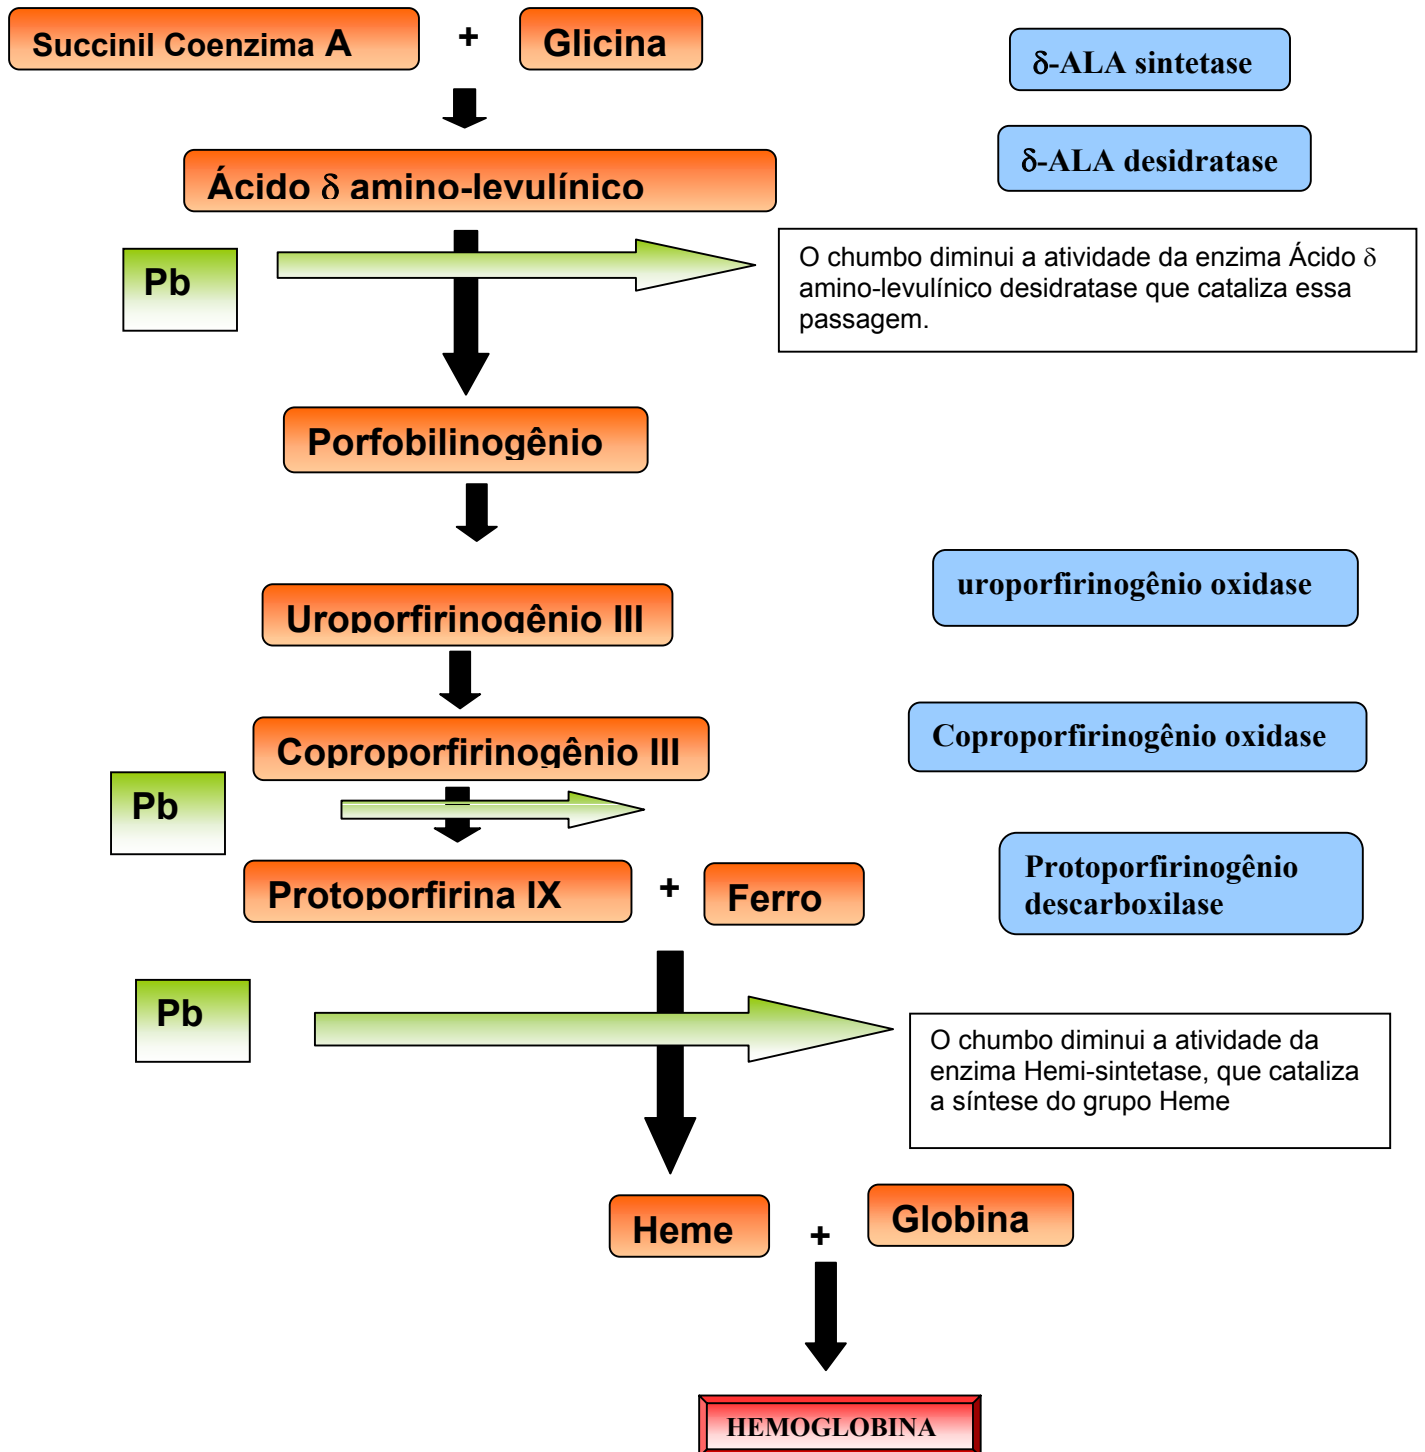 Succinil Coenzima A + Glicina
δ-ALA sintetase
δ-ALA desidratase
Ácido δ amino-levulínico
Pb
O chumbo diminui a atividade da enzima Ácido δ
amino-levulínico desidratase que cataliza essa
passagem.
Porfobilinogênio
uroporfirinogênio oxidase
Uroporfirinogênio III
Coproporfirinogênio oxidase
Coproporfirinogênio III
Pb
Protoporfirinogênio
descarboxilase
Protoporfirina IX + Ferro
Pb
O chumbo diminui a atividade da
enzima Hemi-sintetase, que cataliza
a síntese do grupo Heme
Heme + Globina
HEMOGLOBINA